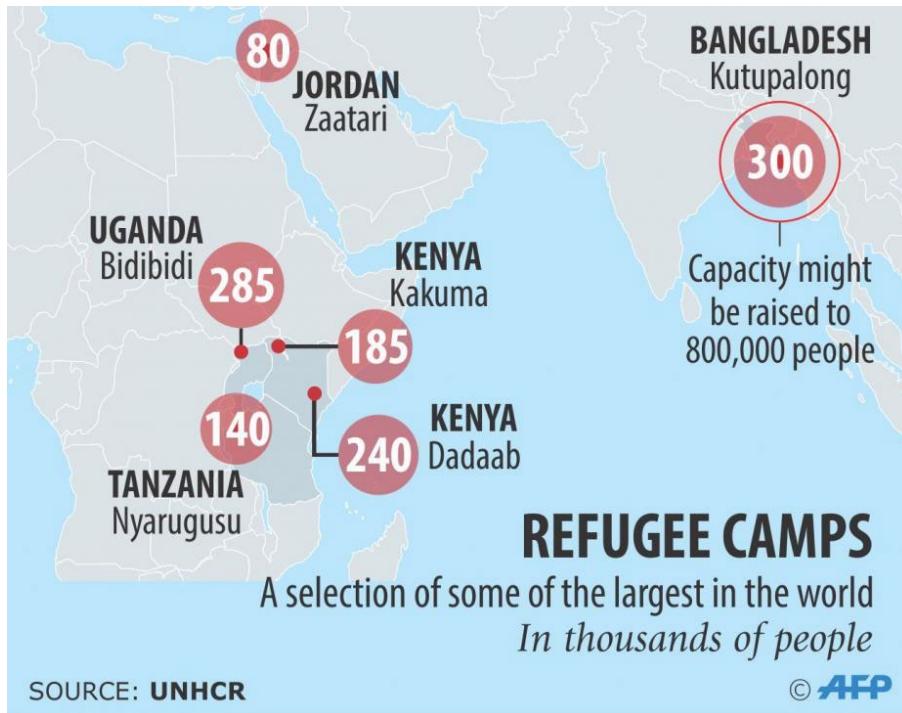 80
JORDAN
Zaatari
BANGLADESH
Kutupalong
300
Capacity might
be raised to
800,000 people
UGANDA
Bidibidi
285
KENYA
Kakuma
185
140
TANZANIA
Nyarugusu
KENYA
Dadaab
240
REFUGEE CAMPS
A selection of some of the largest in the world
In thousands of people
SOURCE: UNHCR
© AFP